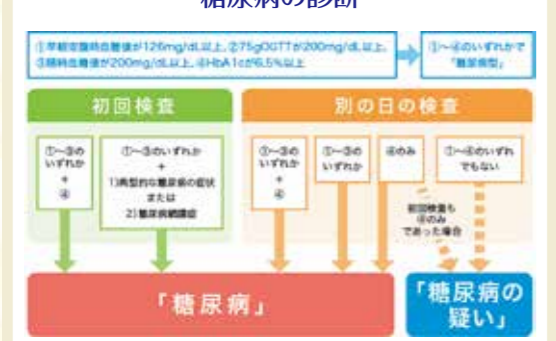 糖尿病の診断
①早朝空腹時血糖値が126mg/dL以上、②75gOGTTが200mg/dL以上、
③随時血糖値が200mg/dL以上、④HbA1cが6.5%以上
①〜④のいずれかで
「糖尿病型」
初回検査
別の日の検査
①〜③の
いずれか
+
④
①〜③のいずれか
+
1)典型的な糖尿病の症状
または
2)糖尿病網膜症
①〜③の
いずれか
+
④
①〜③の
いずれか
④のみ
①〜④のいずれ
でもない
初回検査も
④のみ
であった場合
「糖尿病」
「糖尿病の
疑い」